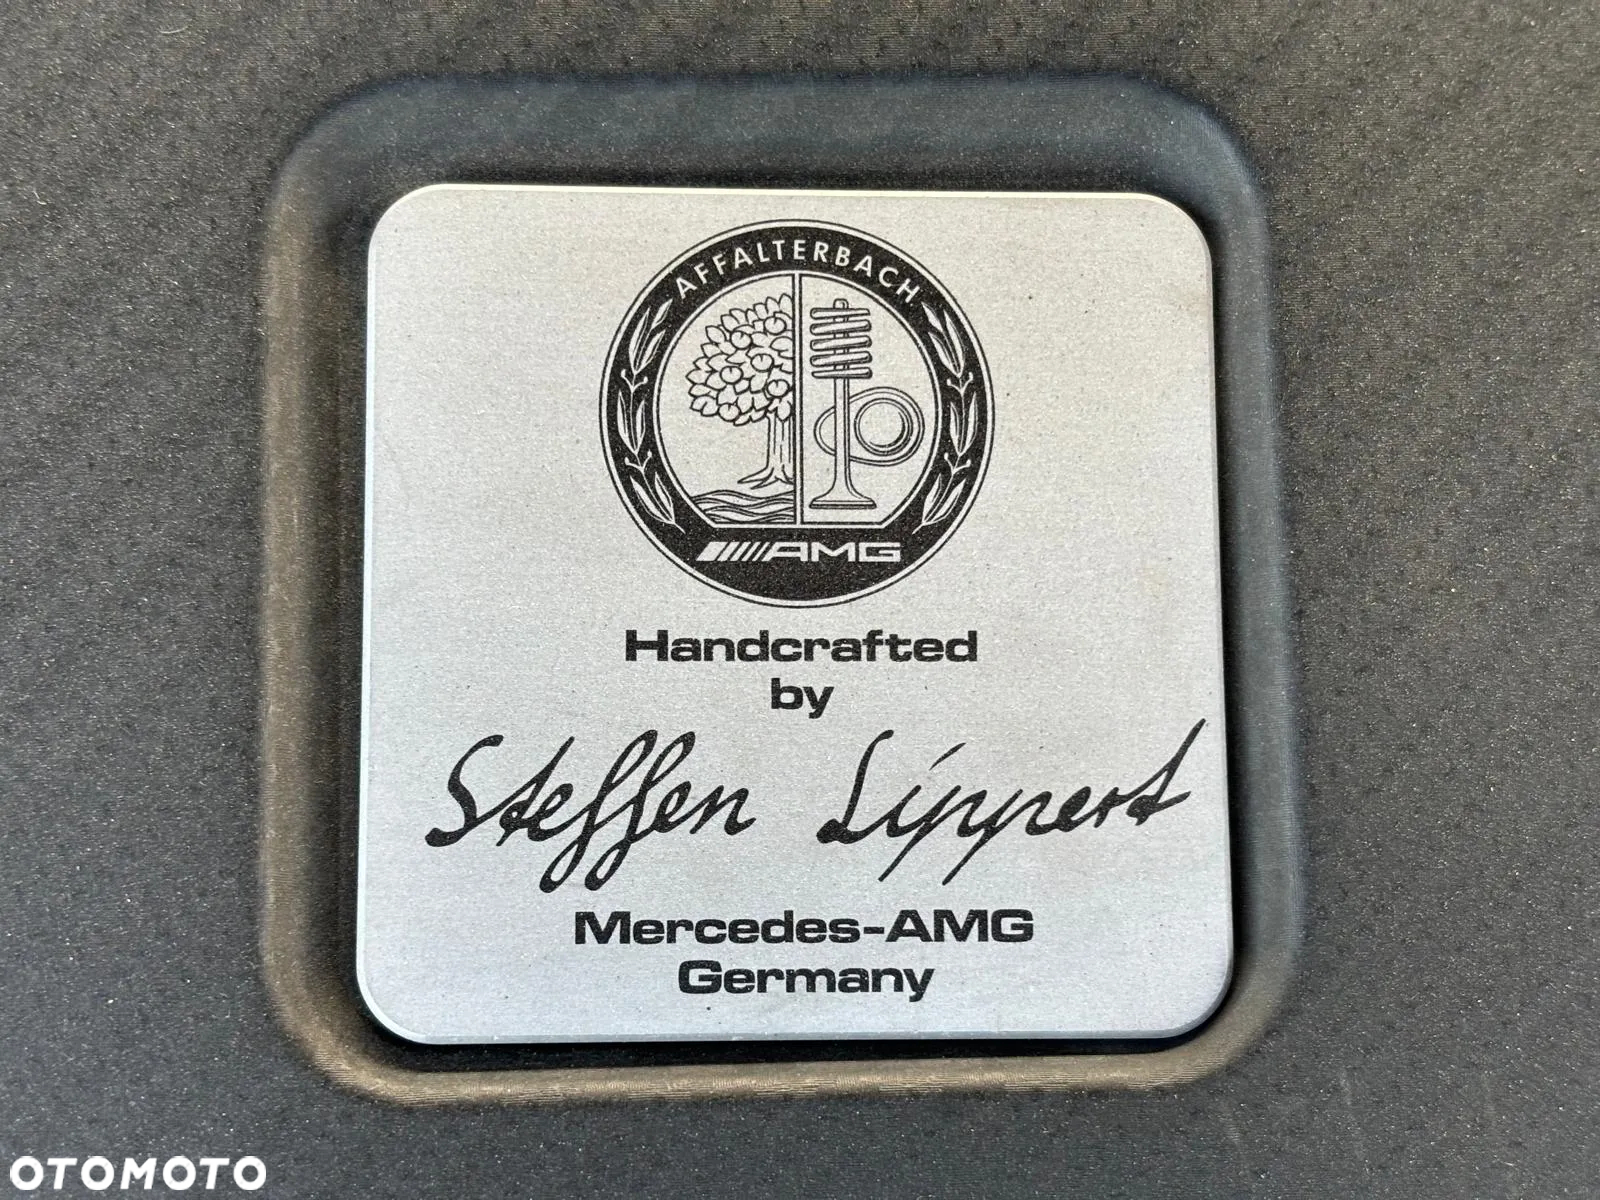 AFFALTERBACH
AMG
Handcrafted
by
Steffen Lippert
Mercedes-AMG
Germany
OTOMOTO